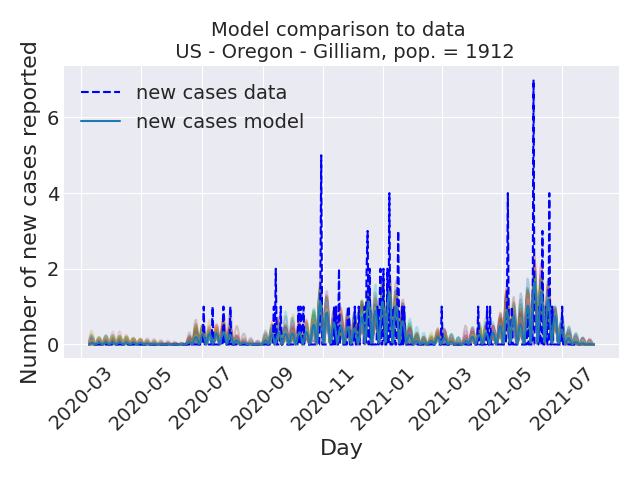 Model comparison to data
US - Oregon - Gilliam, pop. = 1912
Number of new cases reported
new cases data
new cases model
6
4
2
0
2020-03
2020-05
2020-07
2020-09
2020-11
2021-01
2021-03
2021-05
2021-07
Day